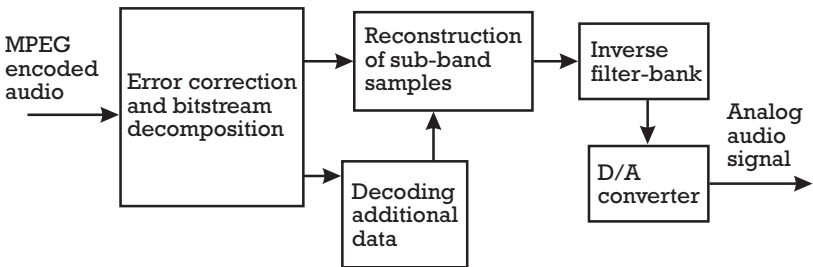 MPEG
encoded
audio
Error correction
and bitstream
decomposition
Reconstruction
of sub-band
samples
Decoding
additional
data
Inverse
filter-bank
D/A
converter
Analog
audio
signal